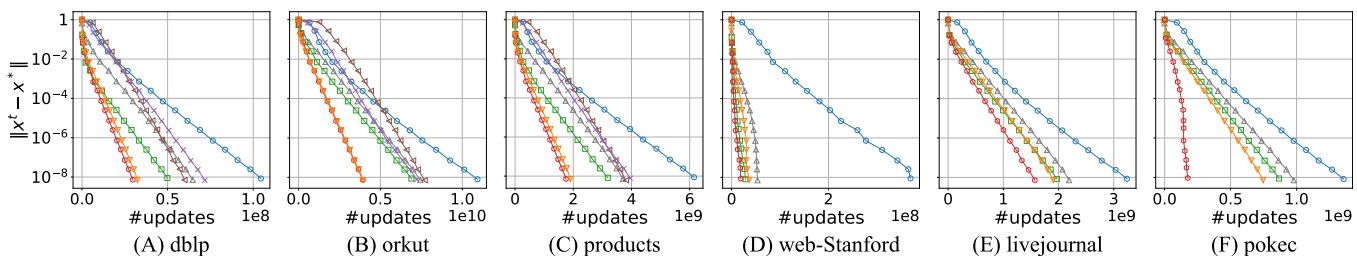 ‖x^t − x^*‖
1
10^−2
10^−4
10^−6
10^−8
0.0 0.5 1.0
#updates 1e8
(A) dblp
0.0 0.5 1.0
#updates 1e10
(B) orkut
0 2 4 6
#updates 1e9
(C) products
0 2
#updates 1e8
(D) web-Stanford
0 1 2 3
#updates 1e9
(E) livejournal
0.0 0.5 1.0
#updates 1e9
(F) pokec